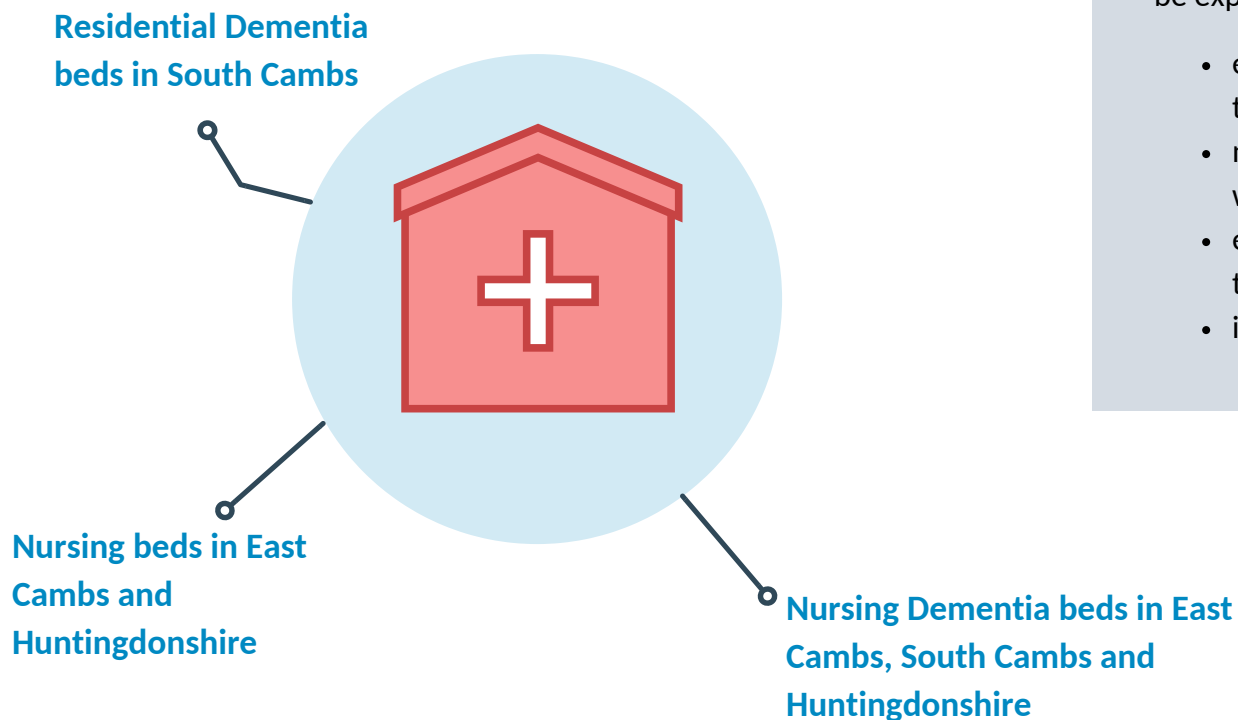 Residential Dementia
beds in South Cambs
Nursing beds in East
Cambs and
Huntingdonshire
Nursing Dementia beds in East
Cambs, South Cambs and
Huntingdonshire
be